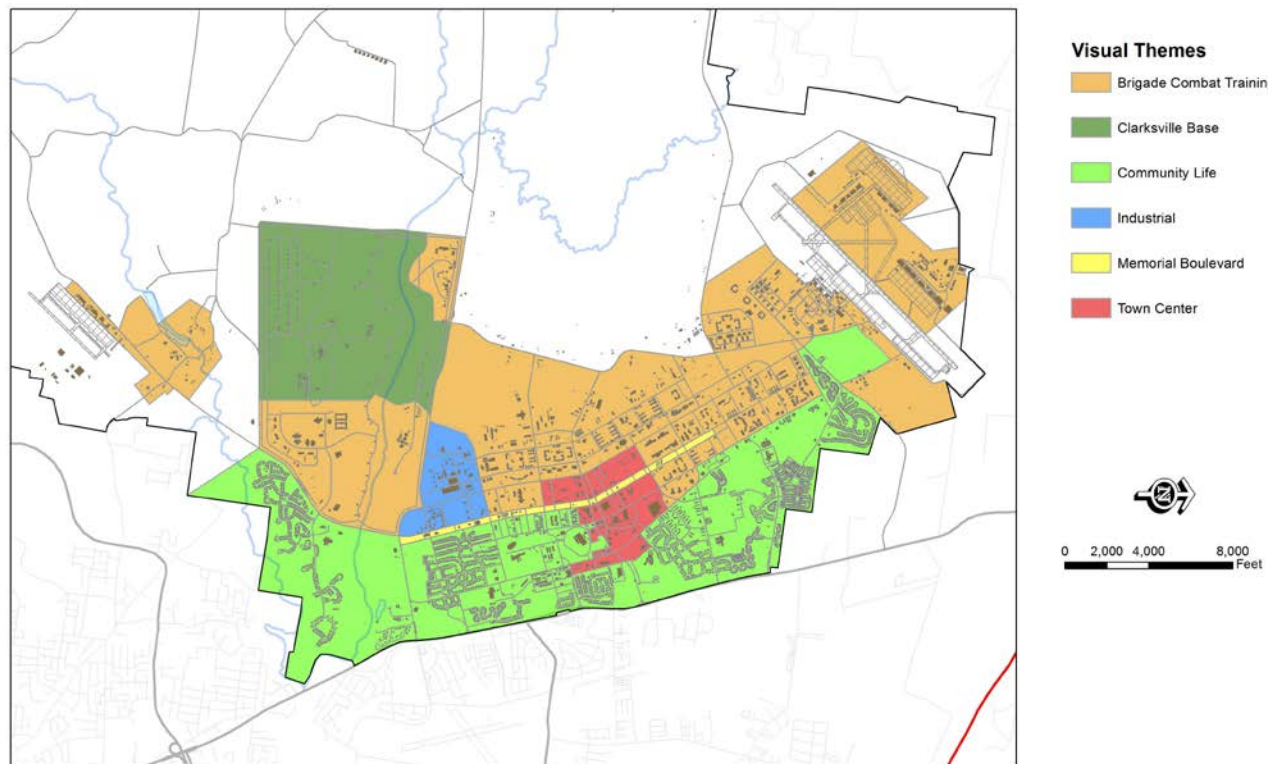 Visual Themes
Brigade Combat Trainin
Clarksville Base
Community Life
Industrial
Memorial Boulevard
Town Center
N
0 2,000 4,000 8,000
Feet